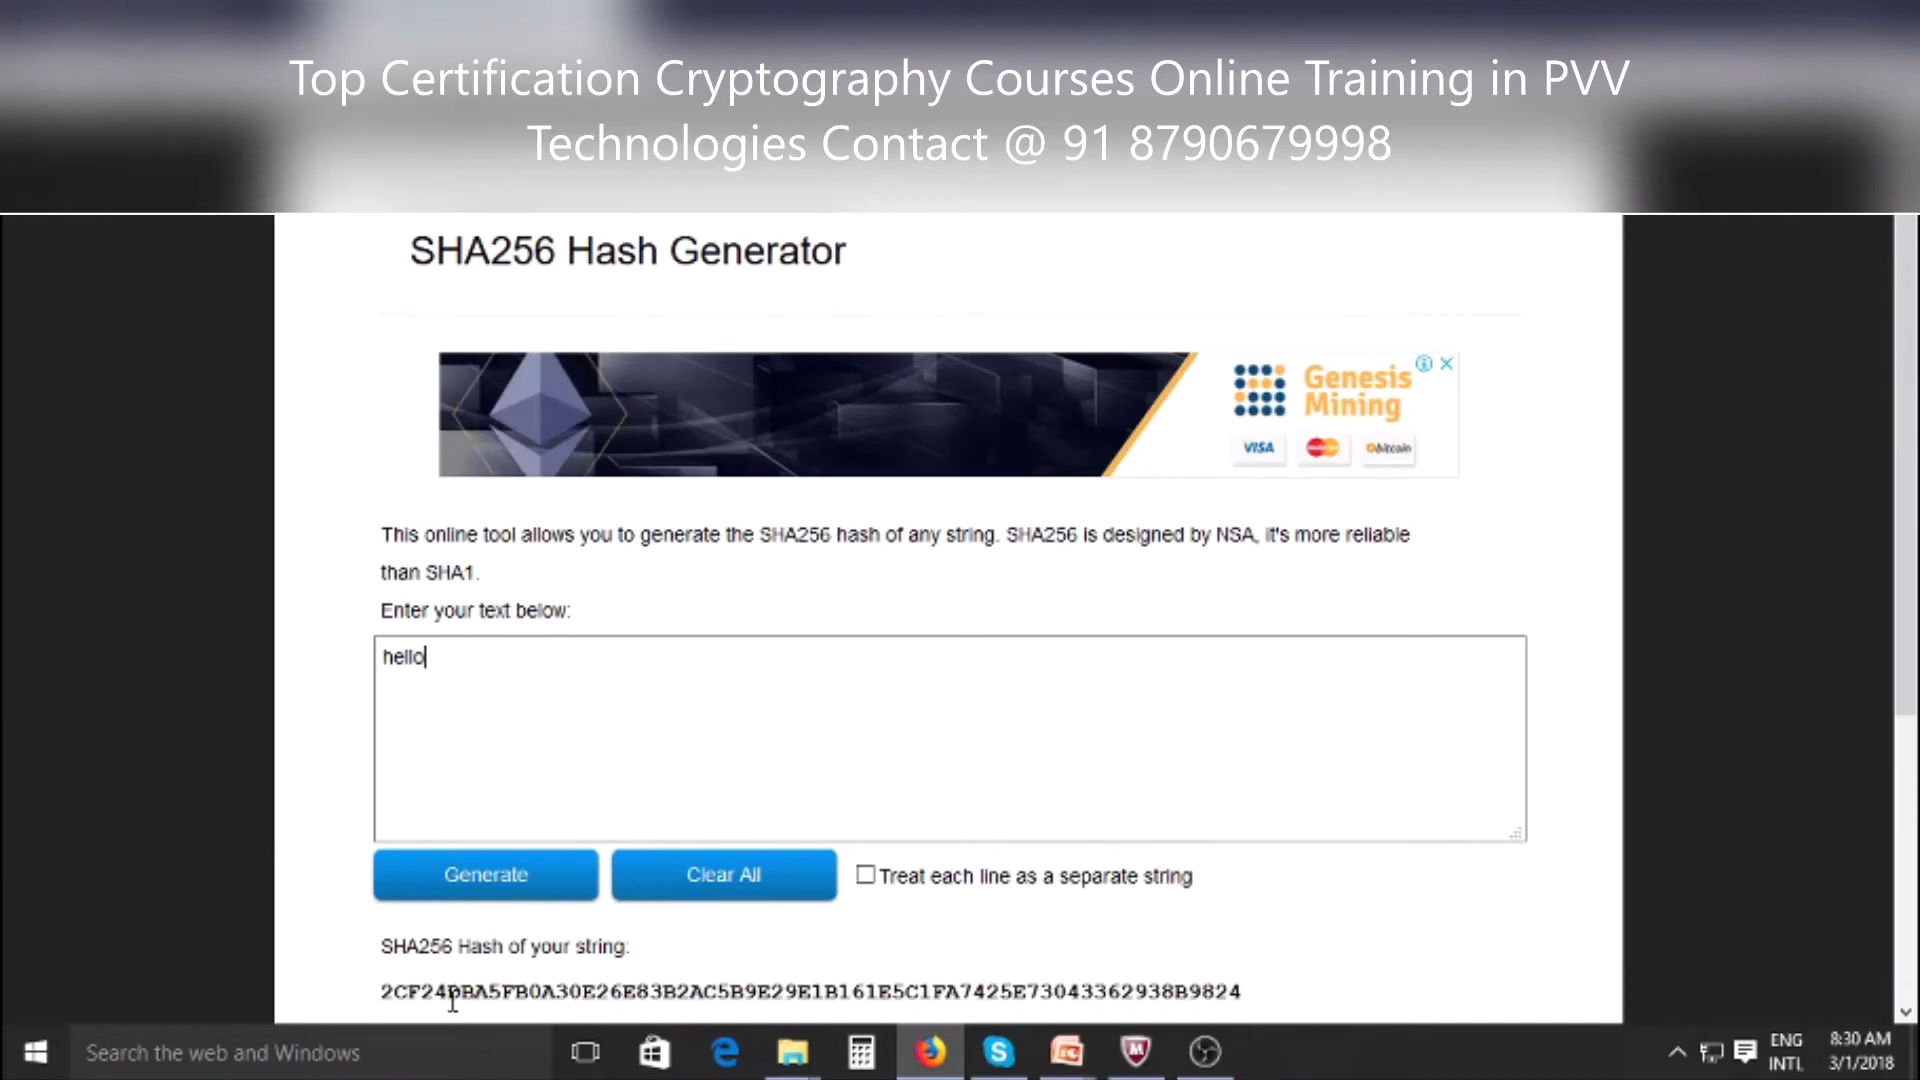 Top Certification Cryptography Courses Online Training in PVV
Technologies Contact @ 91 8790679998
SHA256 Hash Generator
Genesis
Mining
VISA
bitcoin
This online tool allows you to generate the SHA256 hash of any string. SHA256 is designed by NSA, it's more reliable
than SHA1.
Enter your text below:
hello
Generate
Clear All
Treat each line as a separate string
SHA256 Hash of your string:
2CF24DBA5FB0A30E26E83B2AC5B9E29E1B161E5C1FA7425E73043362938B9824
Search the web and Windows
ENG
INTL
8:30 AM
3/1/2018